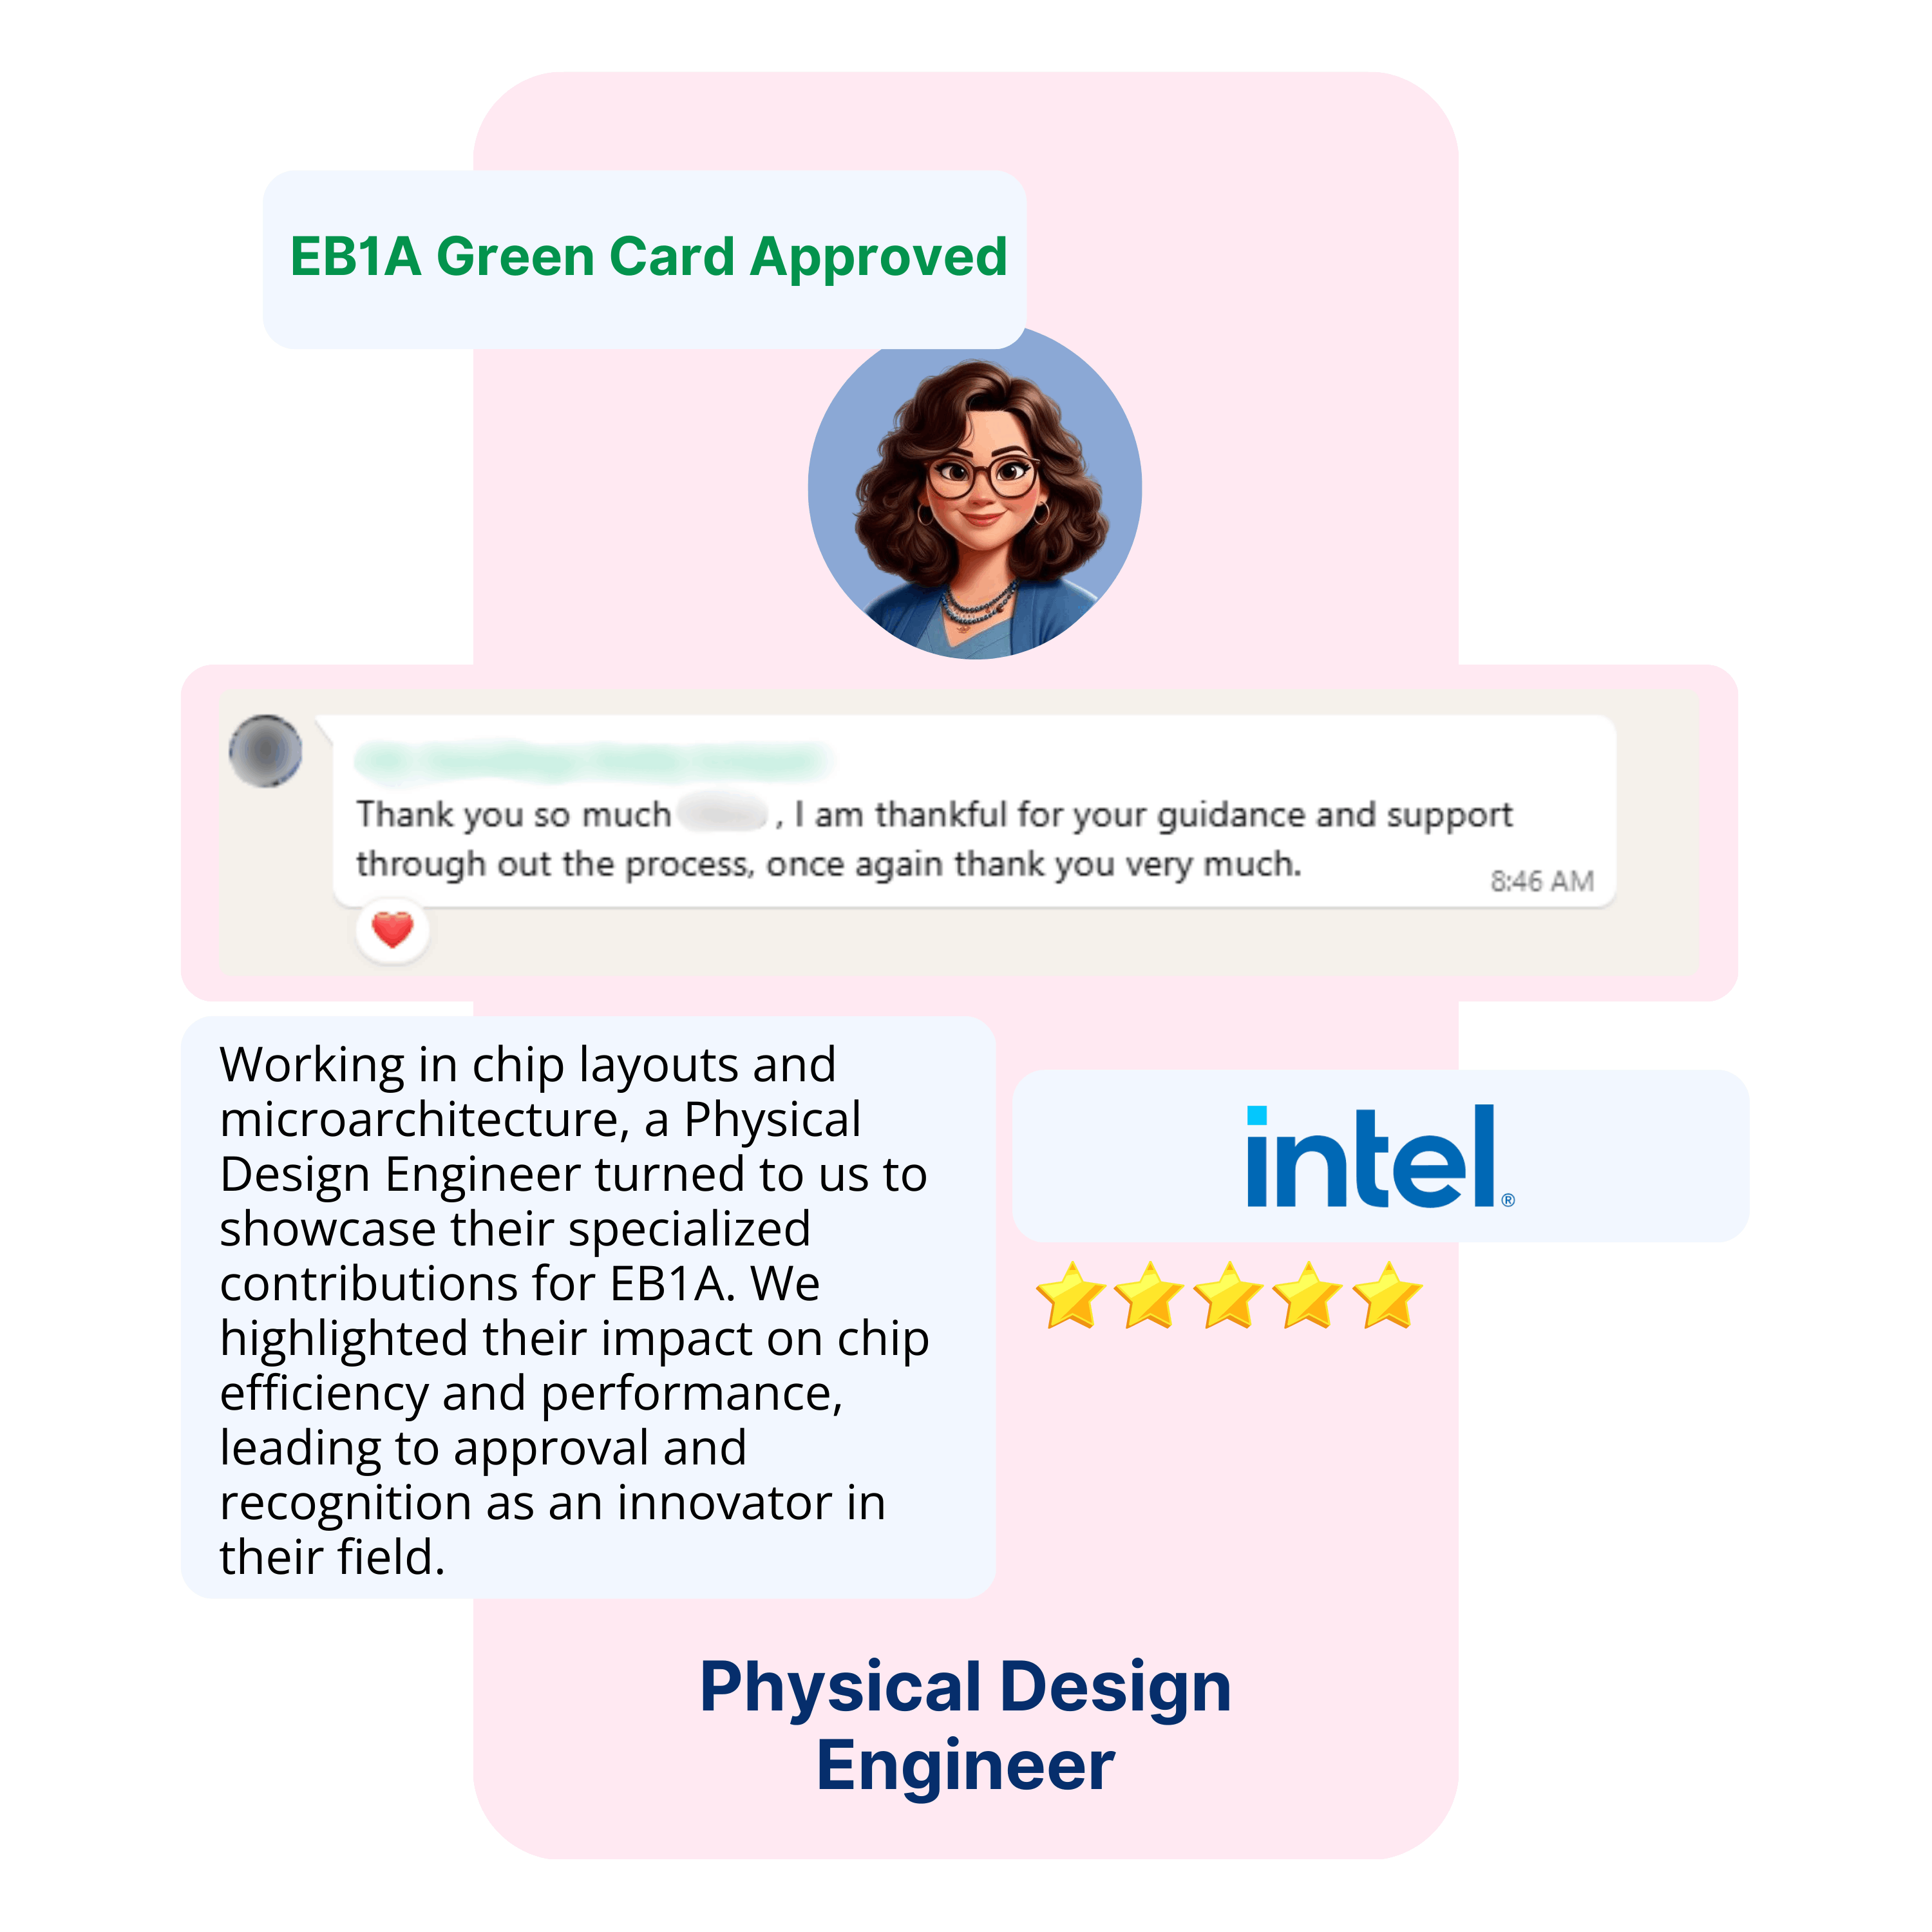 EB1A Green Card Approved
Thank you so much , I am thankful for your guidance and support
through out the process, once again thank you very much.
8:46 AM
Working in chip layouts and
microarchitecture, a Physical
Design Engineer turned to us to
showcase their specialized
contributions for EB1A. We
highlighted their impact on chip
efficiency and performance,
leading to approval and
recognition as an innovator in
their field.
intel®
Physical Design
Engineer